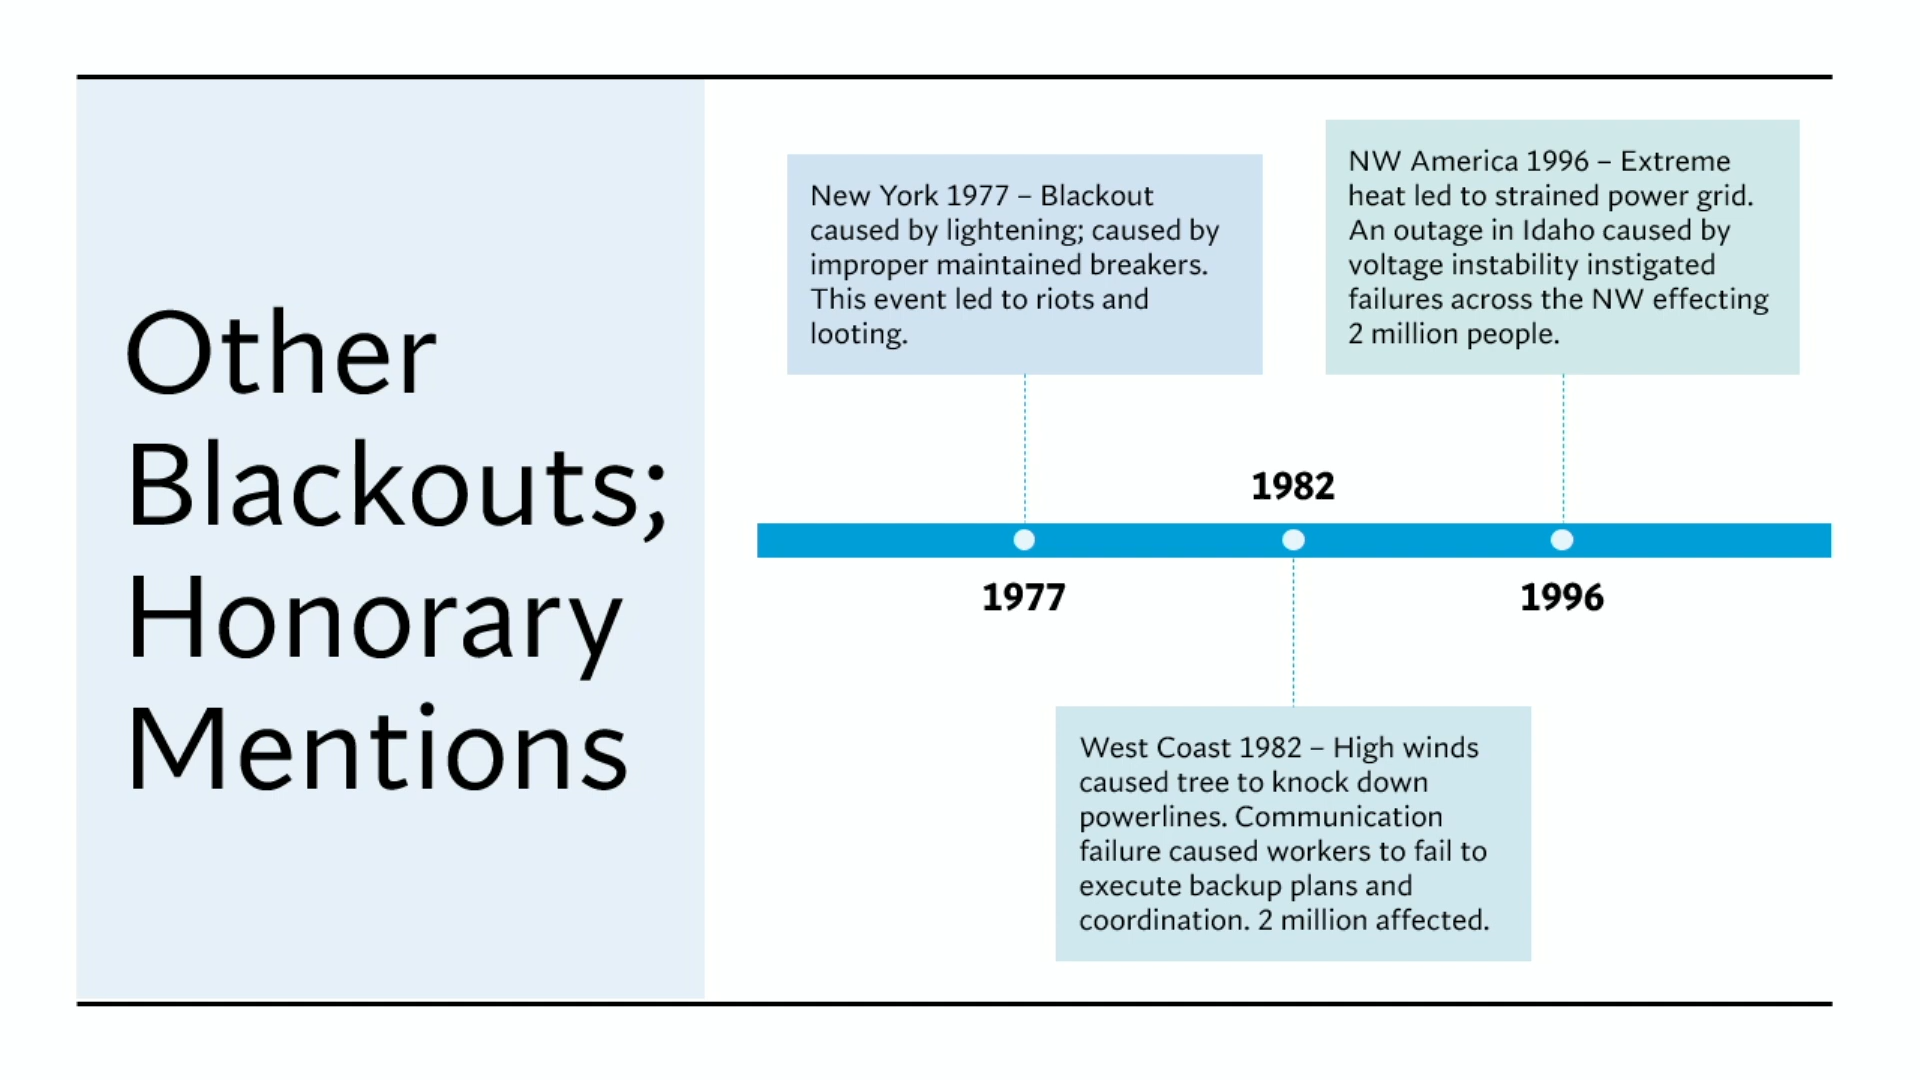 Other
Blackouts;
Honorary
Mentions
New York 1977 – Blackout
caused by lightening; caused by
improper maintained breakers.
This event led to riots and
looting.
NW America 1996 – Extreme
heat led to strained power grid.
An outage in Idaho caused by
voltage instability instigated
failures across the NW effecting
2 million people.
1982
1977
1996
West Coast 1982 – High winds
caused tree to knock down
powerlines. Communication
failure caused workers to fail to
execute backup plans and
coordination. 2 million affected.